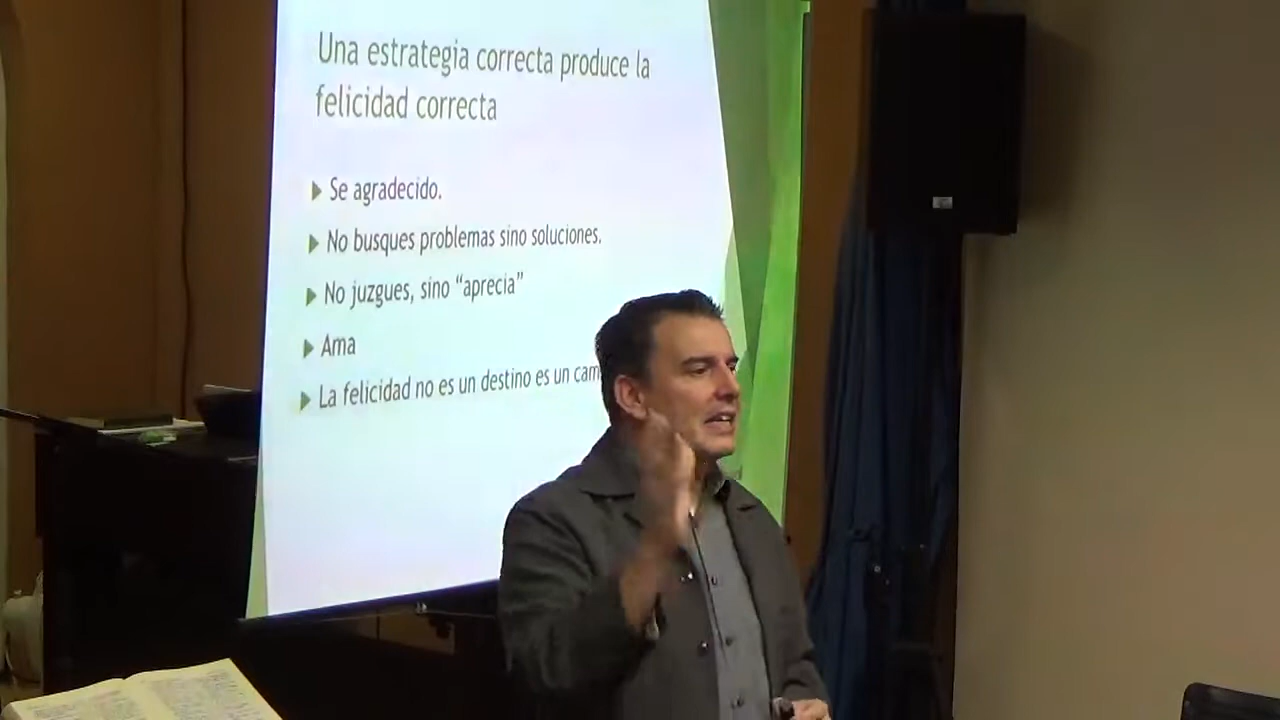 Una estrategia correcta produce la
felicidad correcta
Se agradecido.
No busques problemas sino soluciones.
No juzgues, sino “aprecia”
Ama
La felicidad no es un destino es un cam